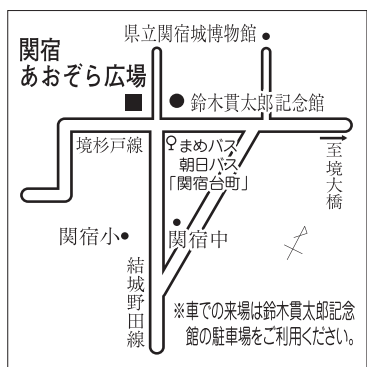 県立関宿城博物館
関宿
あおぞら広場
鈴木貫太郎記念館
境杉戸線
まめバス
朝日バス
「関宿台町」
至境大橋
関宿小
関宿中
結城野田線
※車での来場は鈴木貫太郎記念
館の駐車場をご利用ください。